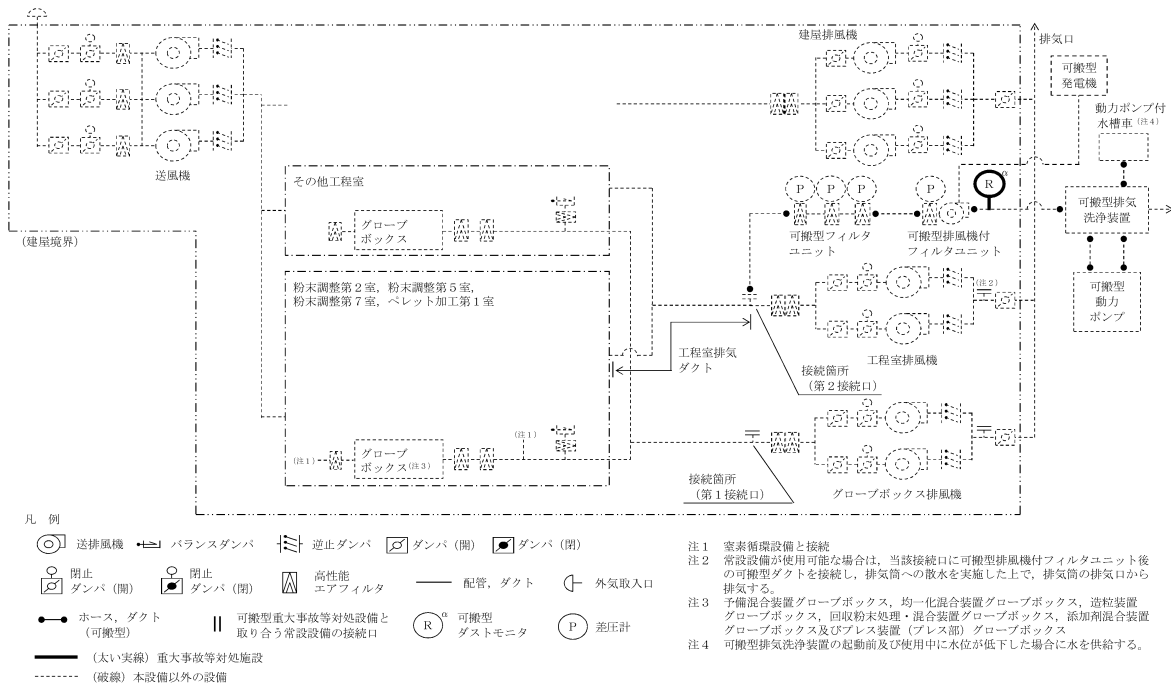 送風機
(建屋境界)
その他工程室
グローブ
ボックス
粉末調整第2室，粉末調整第5室，
粉末調整第7室，ペレット加工第1室
(注1)
グローブ
ボックス(注3)
(注1)
建屋排風機
排気口
可搬型
発電機
動力ポンプ付
水槽車(注4)
P
P
P
P
R
α
可搬型フィルタ
ユニット
可搬型排風機付
フィルタユニット
可搬型排気
洗浄装置
可搬型
動力
ポンプ
(注2)
工程室排風機
工程室排気
ダクト
接続箇所
(第2接続口)
接続箇所
(第1接続口)
グローブボックス排風機
凡　例
送排風機
バランスダンパ
逆止ダンパ
ダンパ（開）
ダンパ（閉）
閉止
ダンパ（開）
閉止
ダンパ（閉）
高性能
エアフィルタ
配管，ダクト
外気取入口
ホース，ダクト
（可搬型）
可搬型重大事故等対処設備と
取り合う常設設備の接続口
R
α
可搬型
ダストモニタ
P
差圧計
（太い実線）重大事故等対処施設
（破線）本設備以外の設備
注1　窒素循環設備と接続
注2　常設設備が使用可能な場合は，当該接続口に可搬型排風機付フィルタユニット後
の可搬型ダクトを接続し，排気筒への散水を実施した上で，排気筒の排気口から
排気する。
注3　予備混合装置グローブボックス，均一化混合装置グローブボックス，造粒装置
グローブボックス，回収粉末処理・混合装置グローブボックス，添加剤混合装置
グローブボックス及びプレス装置（プレス部）グローブボックス
注4　可搬型排気洗浄装置の起動前及び使用中に水位が低下した場合に水を供給する。